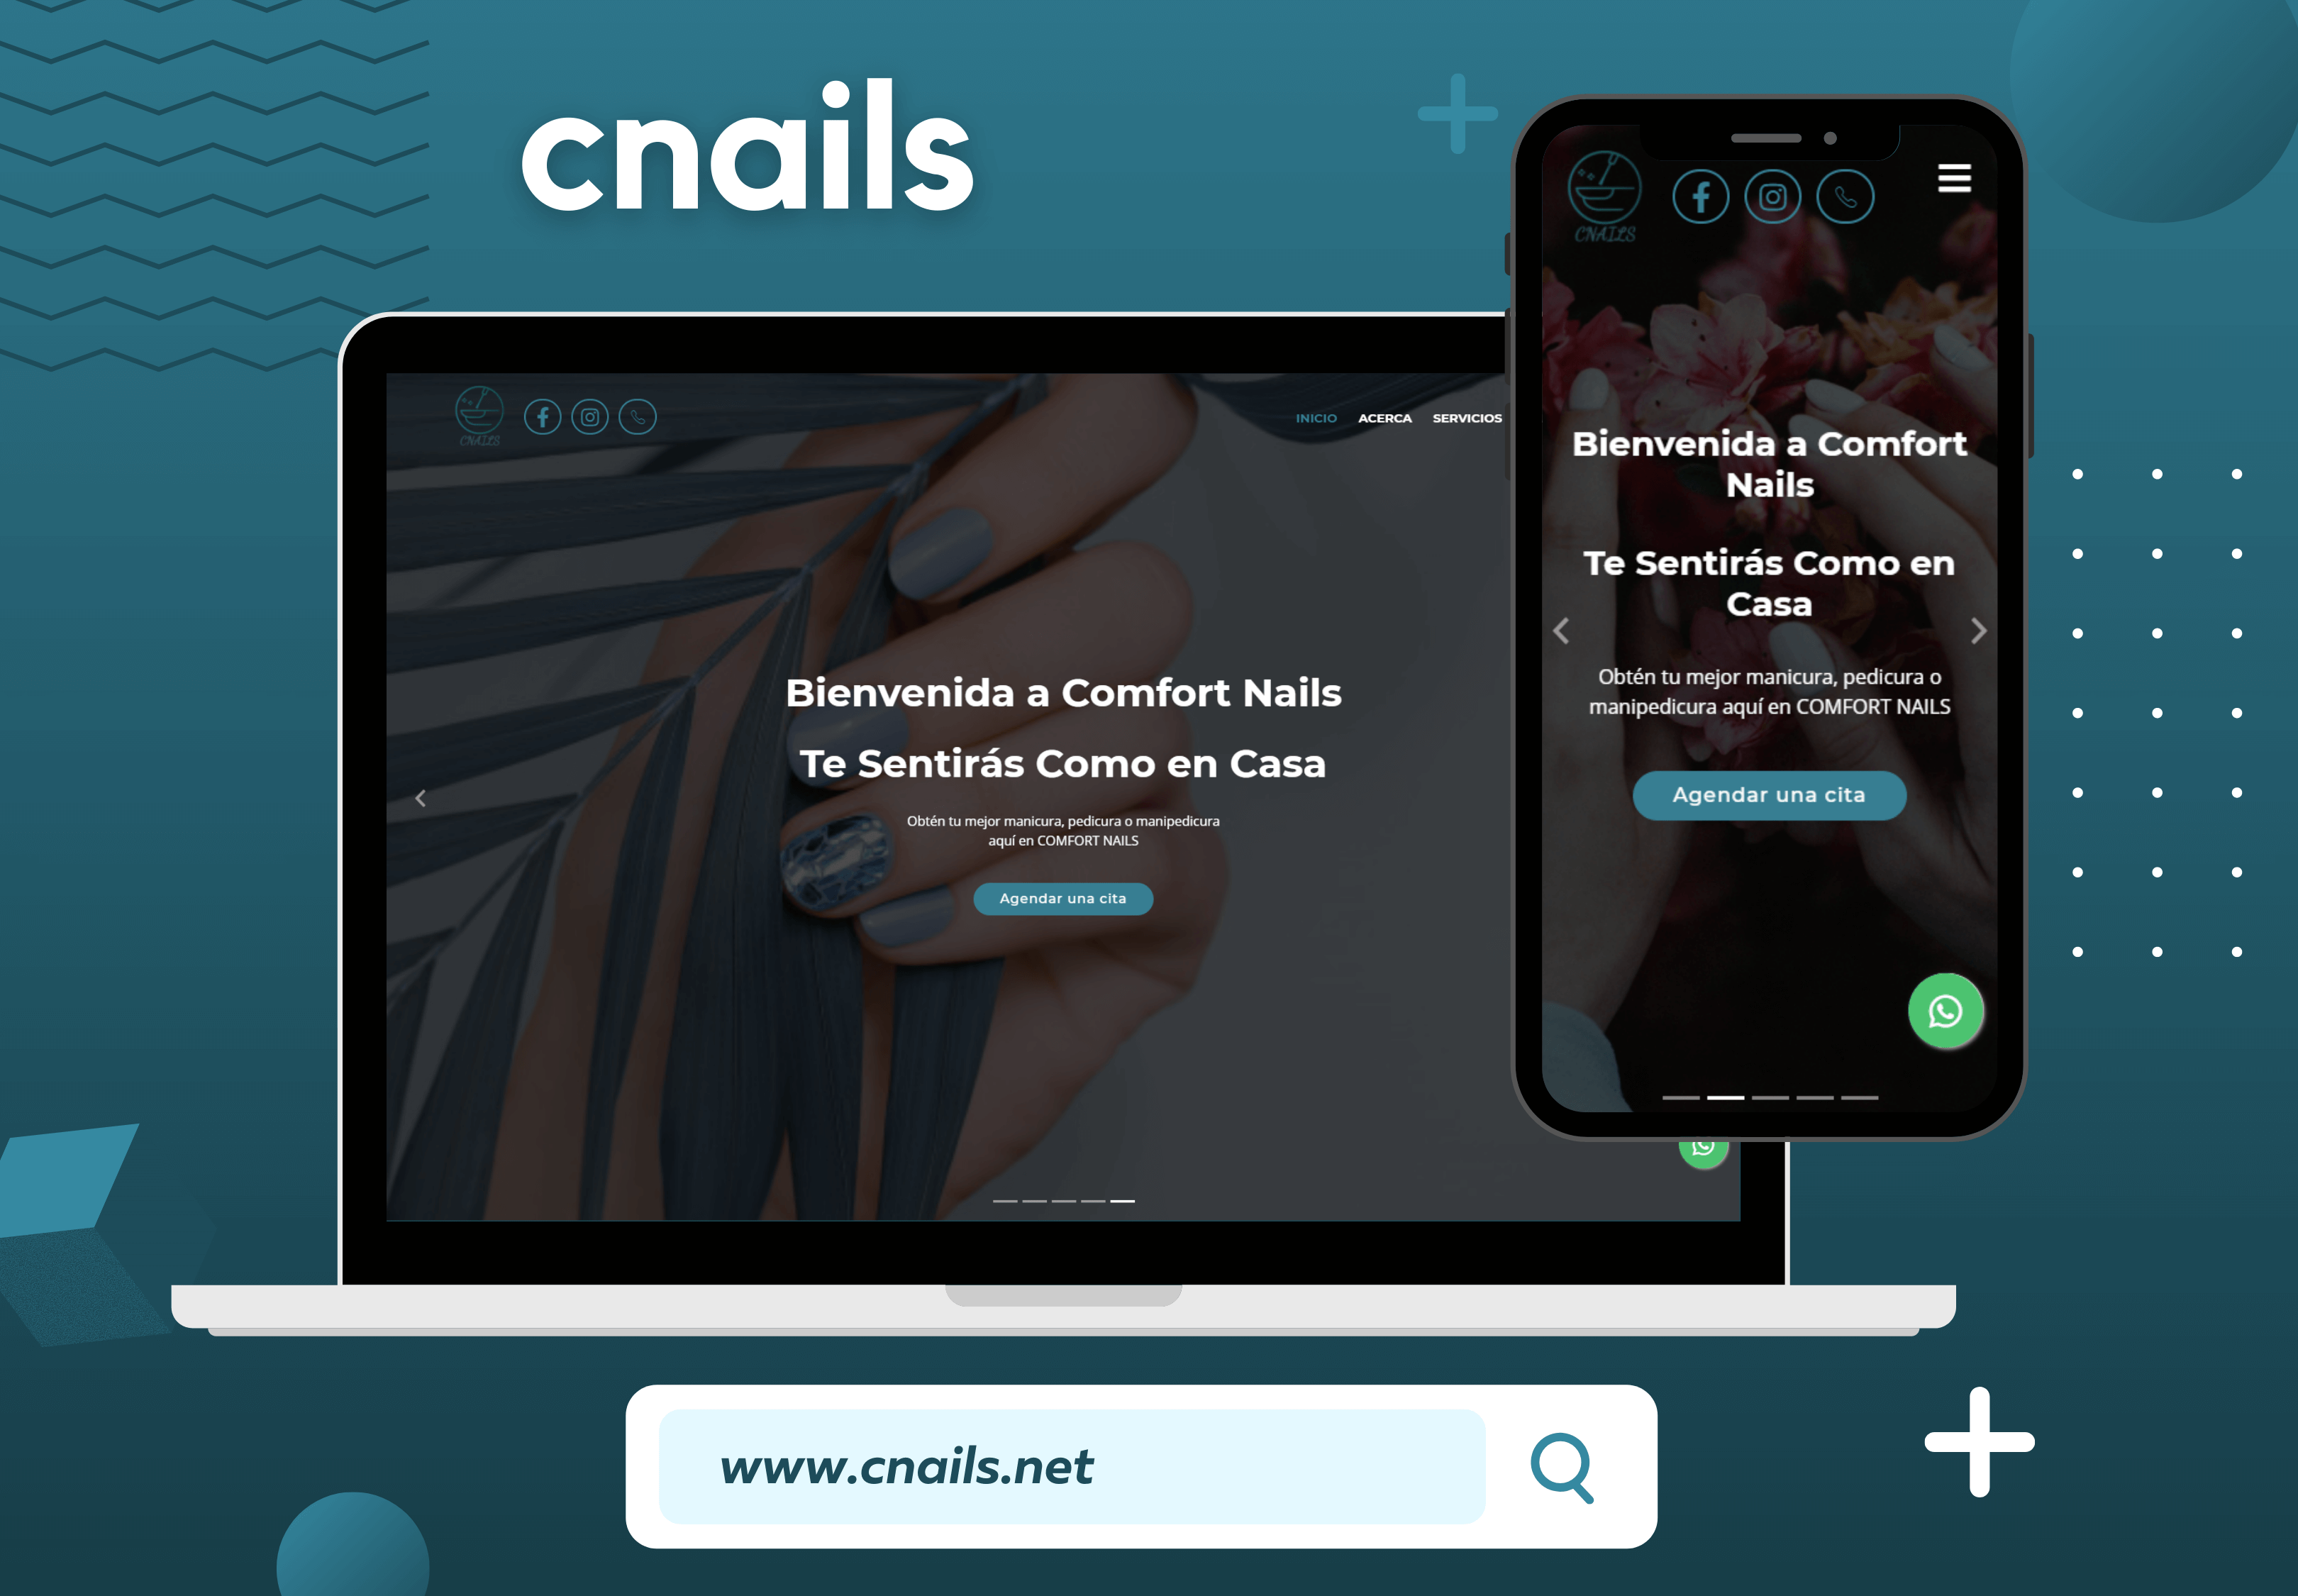 cnails
CNAILS
INICIO ACERCA SERVICIOS
Bienvenida a Comfort Nails
Te Sentirás Como en Casa
Obtén tu mejor manicura, pedicura o manipedicura
aquí en COMFORT NAILS
Agendar una cita
CNAILS
Bienvenida a Comfort
Nails
Te Sentirás Como en
Casa
Obtén tu mejor manicura, pedicura o
manipedicura aquí en COMFORT NAILS
Agendar una cita
www.cnails.net